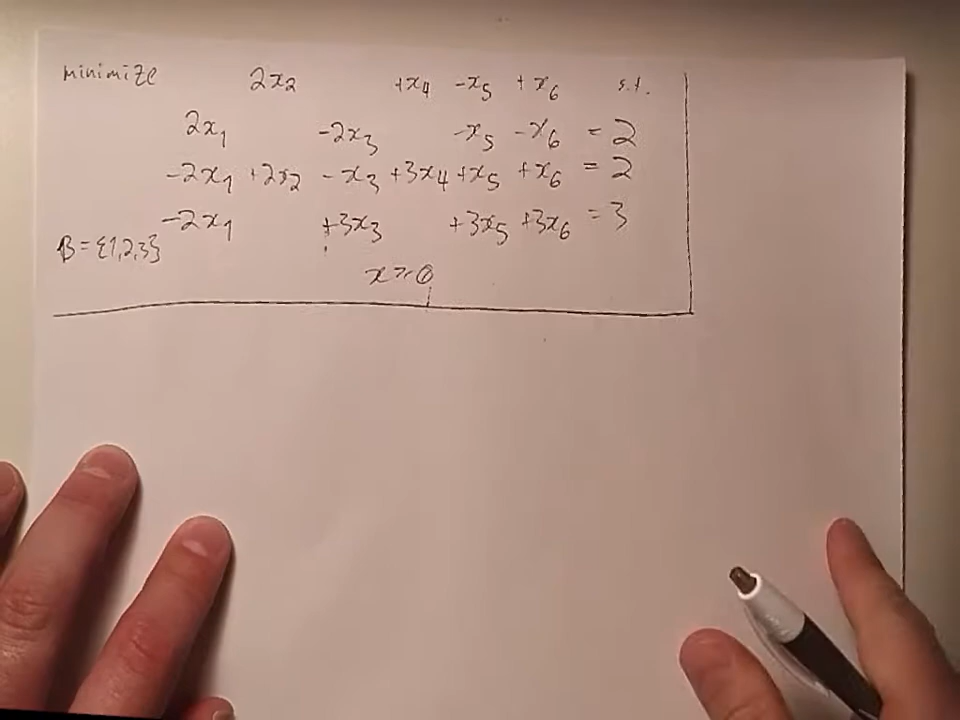 minimize 2x₂ +x₄ -x₅ +x₆ s.t.
2x₁ -2x₃ -x₅ -x₆ = 2
-2x₁ +2x₂ -x₃ +3x₄ +x₅ +x₆ = 2
-2x₁ +3x₃ +3x₅ +3x₆ = 3
B = {1,2,3}
x ≥ 0